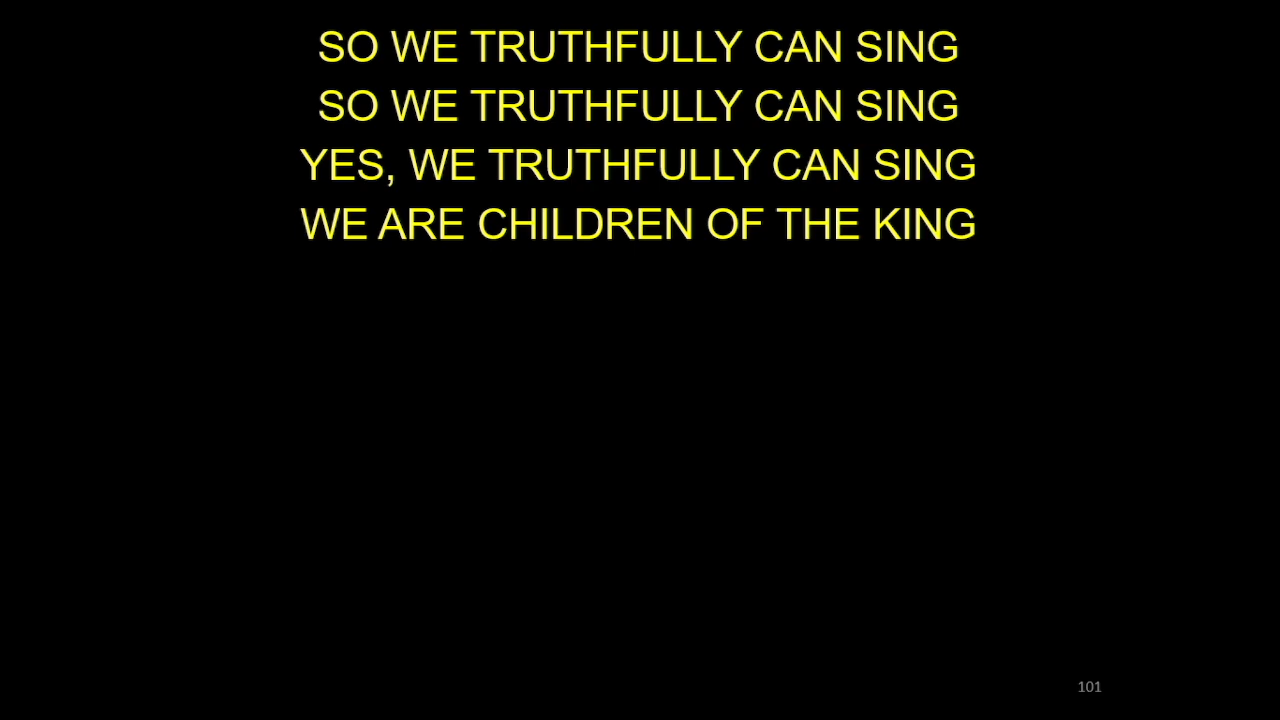 SO WE TRUTHFULLY CAN SING
SO WE TRUTHFULLY CAN SING
YES, WE TRUTHFULLY CAN SING
WE ARE CHILDREN OF THE KING
101